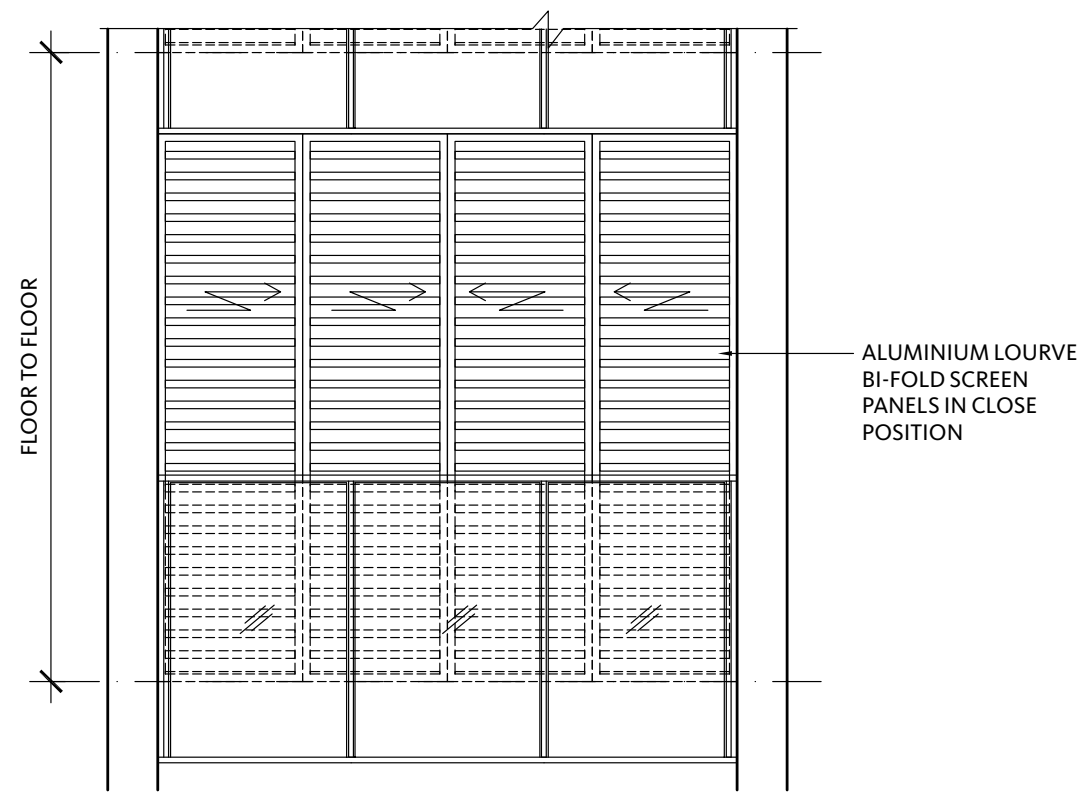 FLOOR TO FLOOR
ALUMINIUM LOURVE
BI-FOLD SCREEN
PANELS IN CLOSE
POSITION